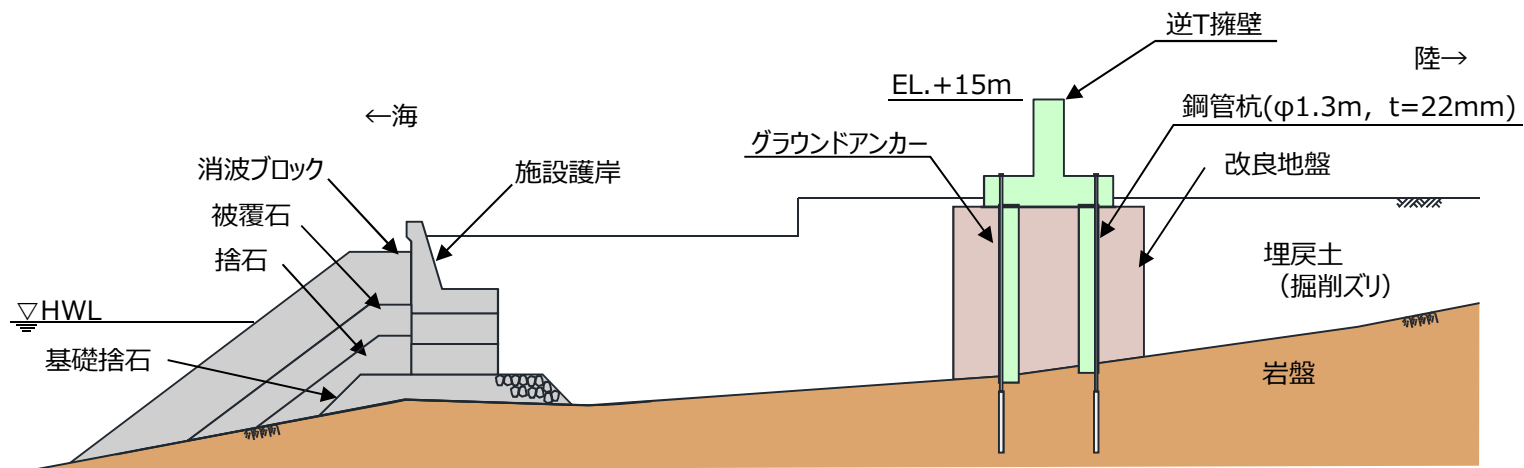 逆T擁壁
陸→
EL.+15m
鋼管杭(φ1.3m, t=22mm)
←海
グラウンドアンカー
消波ブロック
施設護岸
改良地盤
被覆石
捨石
埋戻土
（掘削ズリ）
▽HWL
基礎捨石
岩盤